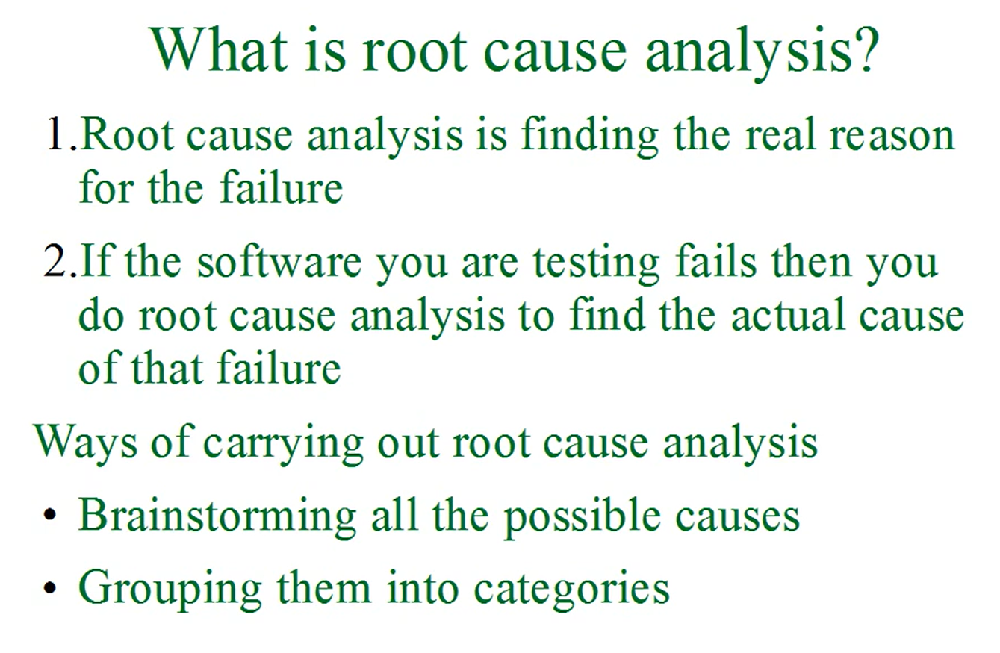 What is root cause analysis?
1.Root cause analysis is finding the real reason
for the failure
2.If the software you are testing fails then you
do root cause analysis to find the actual cause
of that failure
Ways of carrying out root cause analysis
• Brainstorming all the possible causes
• Grouping them into categories